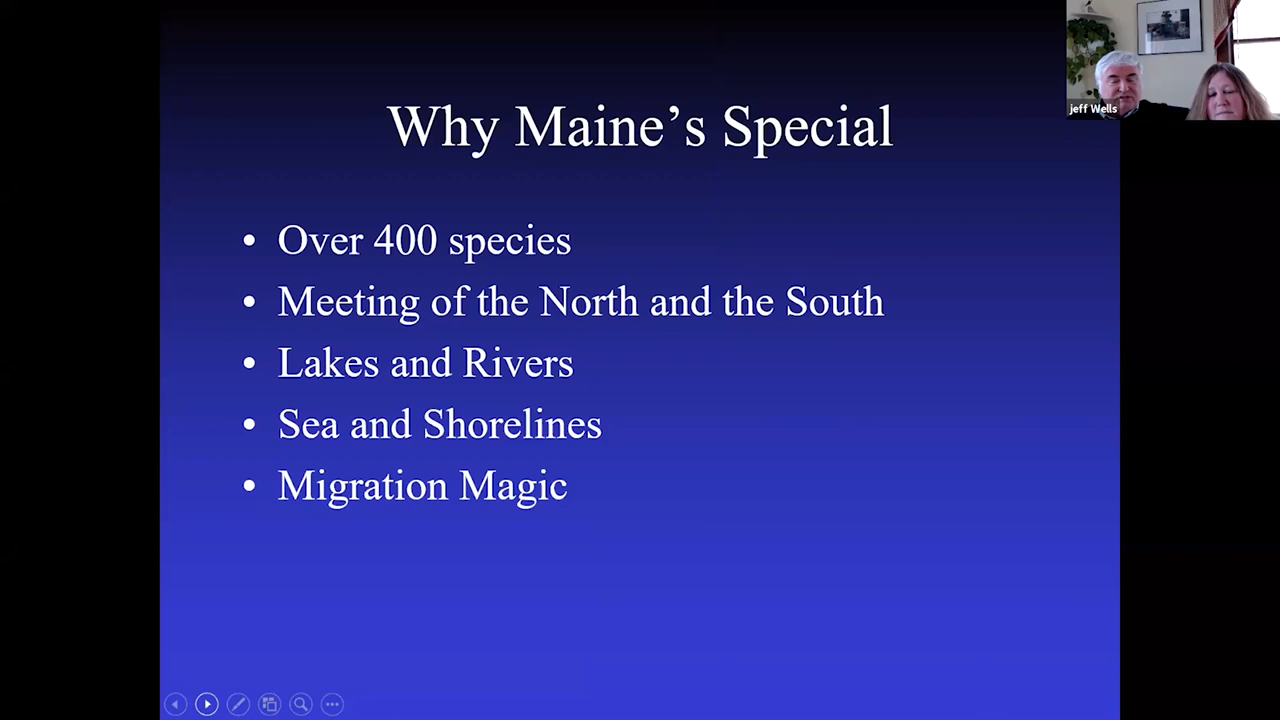 Why Maine’s Special
• Over 400 species
• Meeting of the North and the South
• Lakes and Rivers
• Sea and Shorelines
• Migration Magic
jeff Wells